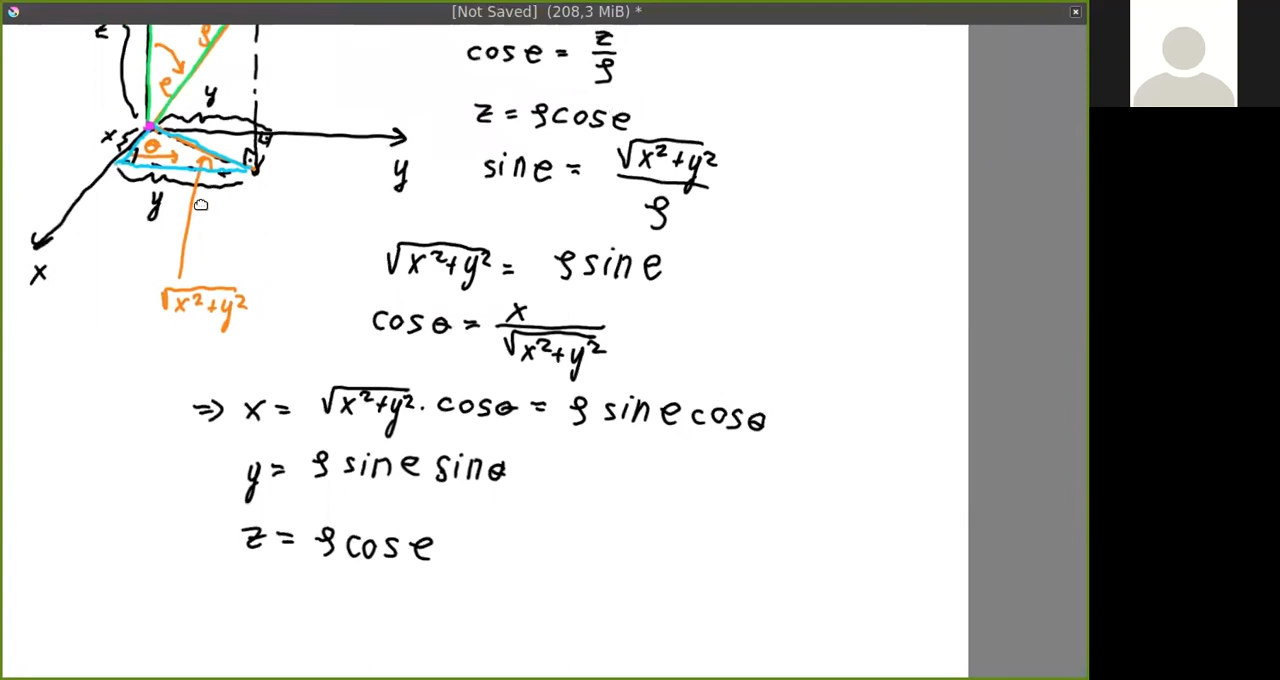 [Not Saved] (208,3 MiB) *
z
ρ
φ
y
cos φ = z/ρ
z = ρ cos φ
x
θ
y
y
sin φ = √x²+y² / ρ
x
√x²+y² = ρ sin φ
√x²+y²
cos θ = x / √x²+y²
⇒ x = √x²+y² · cos θ = ρ sin φ cos θ
y = ρ sin φ sin θ
z = ρ cos φ